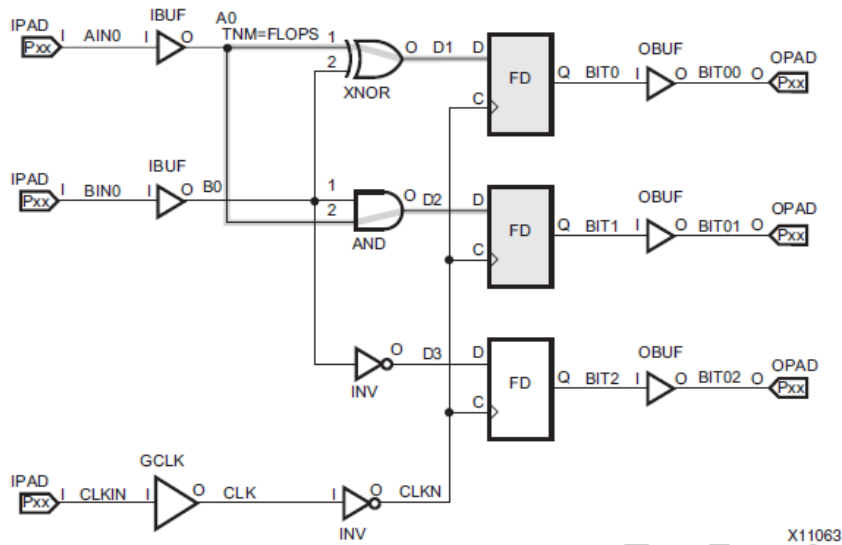 IPAD I AIN0 I IBUF O A0 TNM=FLOPS 1 2 XNOR O D1 D FD C Q BIT0 I OBUF O BIT00 O OPAD
Pxx Pxx
IPAD I BIN0 I IBUF O B0 1 2 AND O D2 D FD C Q BIT1 I OBUF O BIT01 O OPAD
Pxx Pxx
INV O D3 D FD C Q BIT2 I OBUF O BIT02 O OPAD
Pxx
IPAD I CLKIN I GCLK O CLK I INV O CLKN
Pxx
X11063